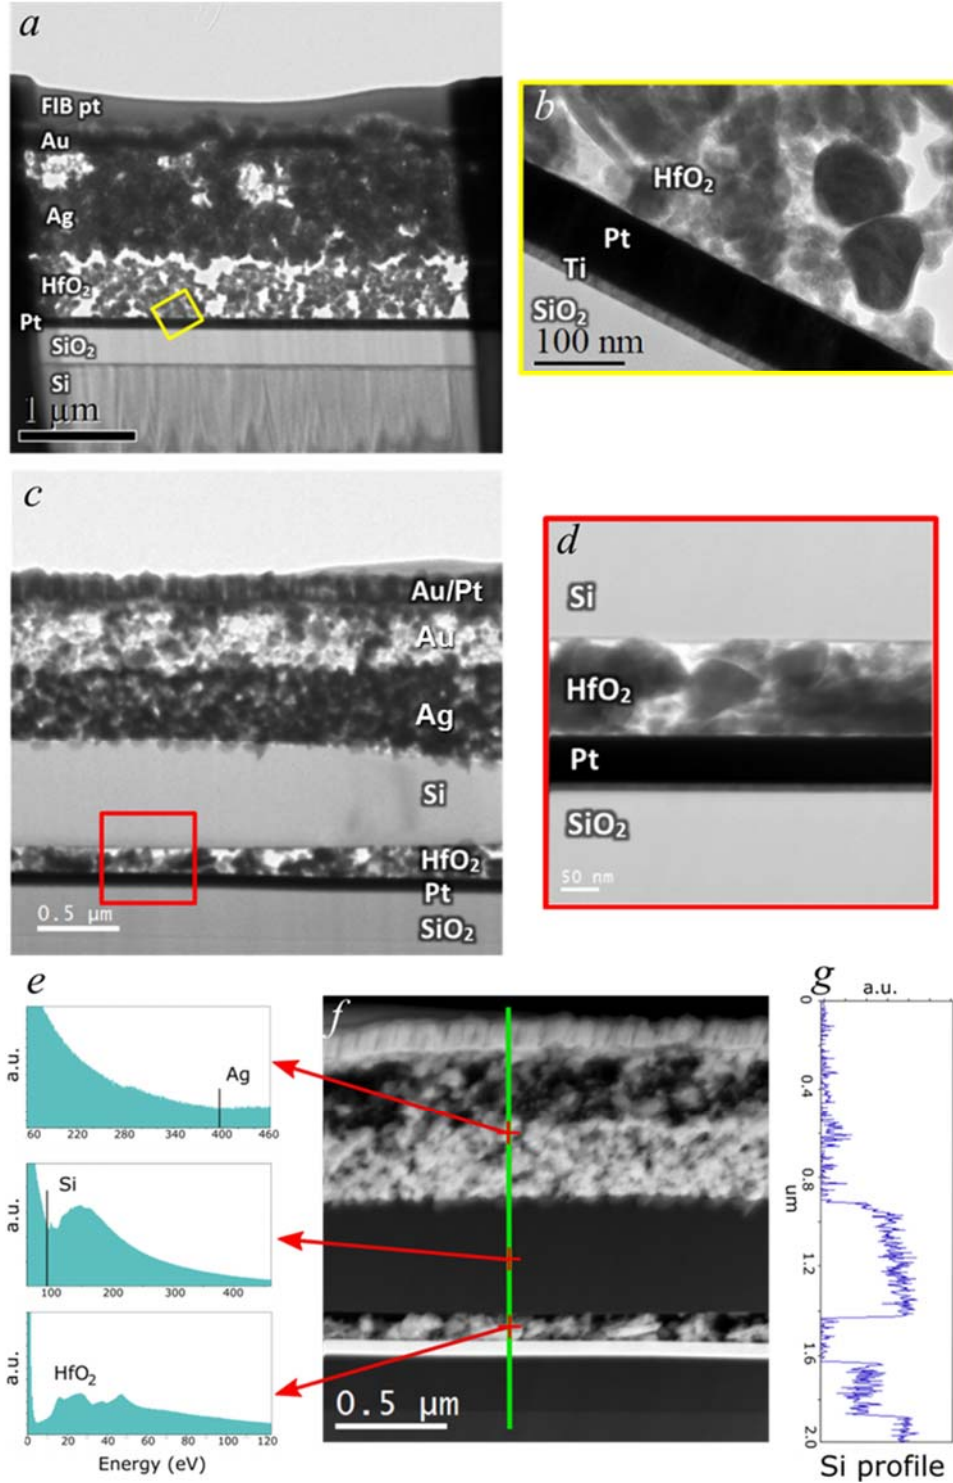 a
FIB pt
Au
Ag
HfO₂
Pt
SiO₂
Si
1 μm
b
HfO₂
Pt
Ti
SiO₂
100 nm
c
Au/Pt
Au
Ag
Si
HfO₂
Pt
SiO₂
0.5 μm
d
Si
HfO₂
Pt
SiO₂
50 nm
e
a.u.
Ag
60 220 280 340 400 460
a.u.
Si
100 200 300 400
a.u.
HfO₂
0 20 40 60 80 100 120
Energy (eV)
f
0.5 μm
g
a.u.
0
0.4
0.8
um
1.2
1.6
2.0
Si profile